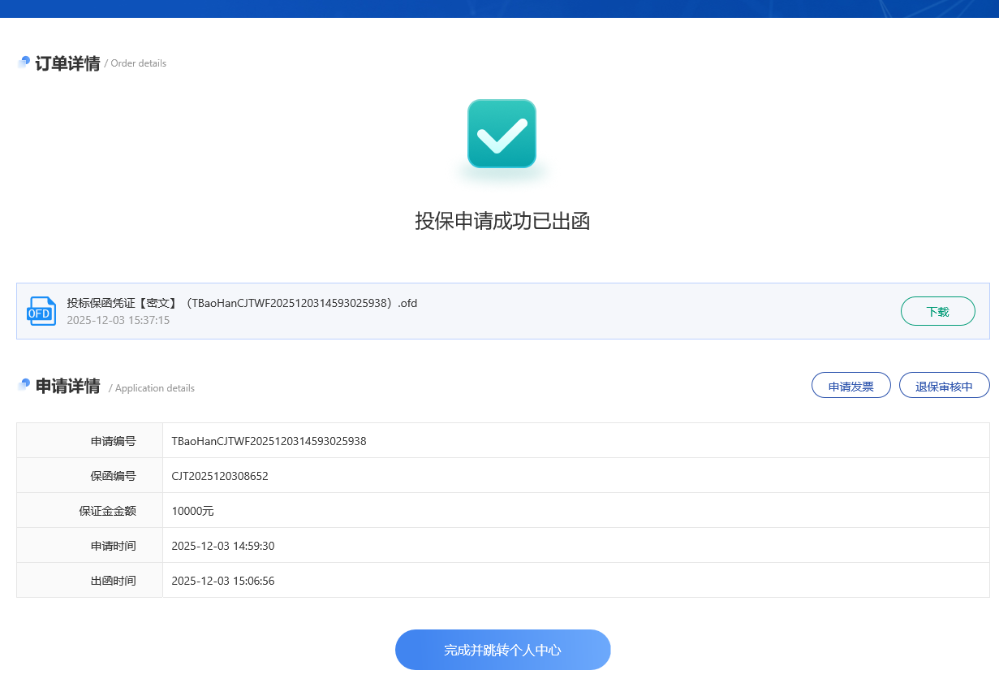 订单详情 / Order details
投保申请成功已出函
OFD
投标保函凭证【密文】（TBaoHanCJTWF2025120314593025938）.ofd
2025-12-03 15:37:15
下载
申请详情 / Application details
申请发票
退保审核中
申请编号 TBaoHanCJTWF2025120314593025938
保函编号 CJT2025120308652
保证金金额 10000元
申请时间 2025-12-03 14:59:30
出函时间 2025-12-03 15:06:56
完成并跳转个人中心